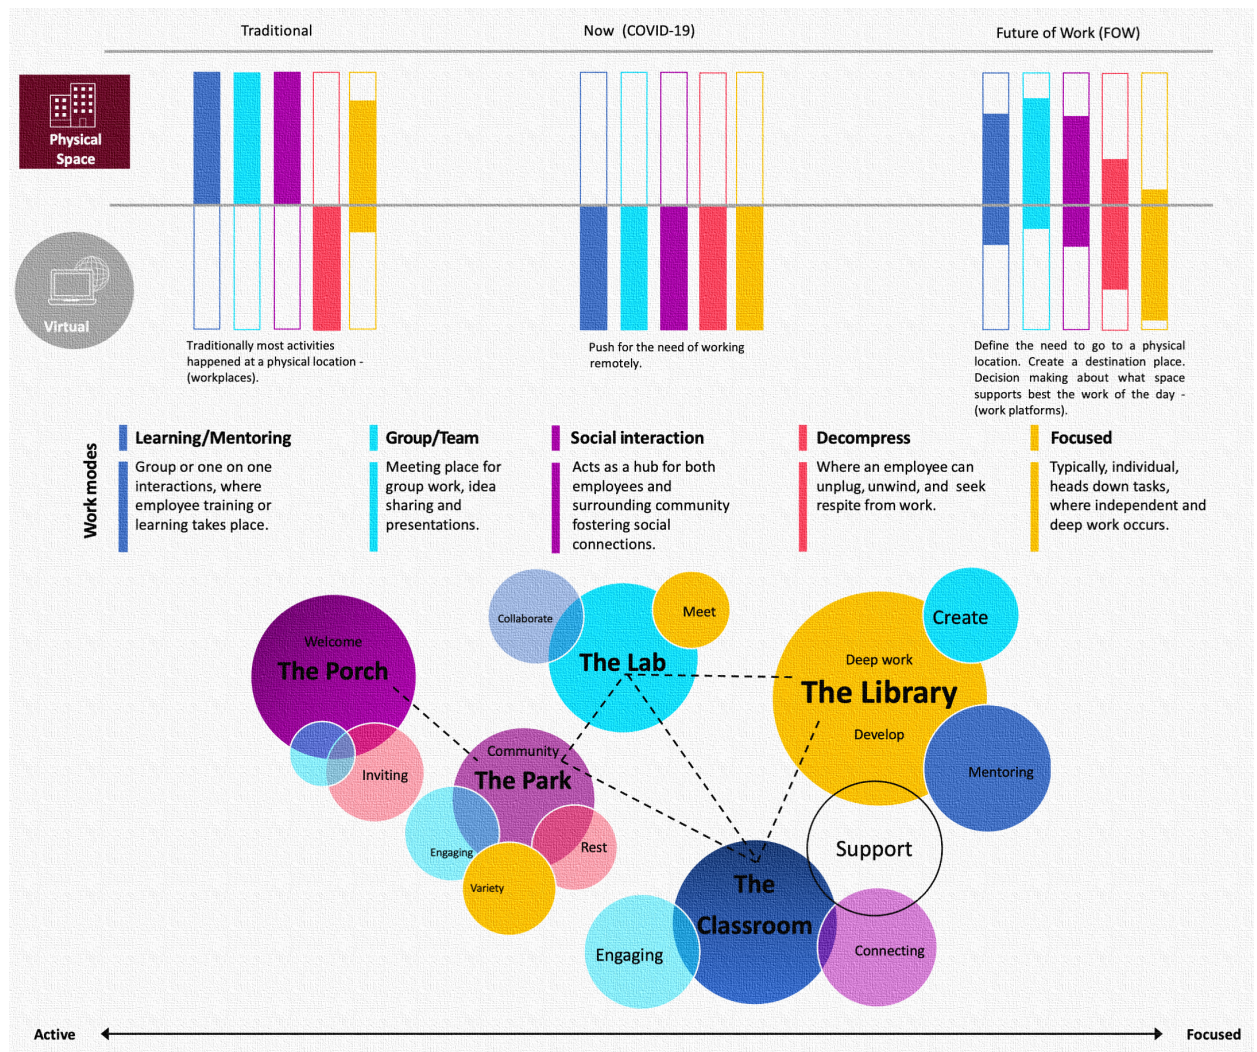 Traditional
Now (COVID-19)
Future of Work (FOW)
Physical
Space
Virtual
Traditionally most activities
happened at a physical location -
(workplaces).
Push for the need of working
remotely.
Define the need to go to a physical
location. Create a destination place.
Decision making about what space
supports best the work of the day -
(work platforms).
Work modes
Learning/Mentoring
Group or one on one
interactions, where
employee training or
learning takes place.
Group/Team
Meeting place for
group work, idea
sharing and
presentations.
Social interaction
Acts as a hub for both
employees and
surrounding community
fostering social
connections.
Decompress
Where an employee can
unplug, unwind, and seek
respite from work.
Focused
Typically, individual,
heads down tasks,
where independent and
deep work occurs.
Welcome
The Porch
Inviting
Collaborate
Meet
The Lab
Create
Deep work
The Library
Develop
Mentoring
Community
The Park
Engaging
Rest
Variety
Support
The
Classroom
Engaging
Connecting
Active
Focused